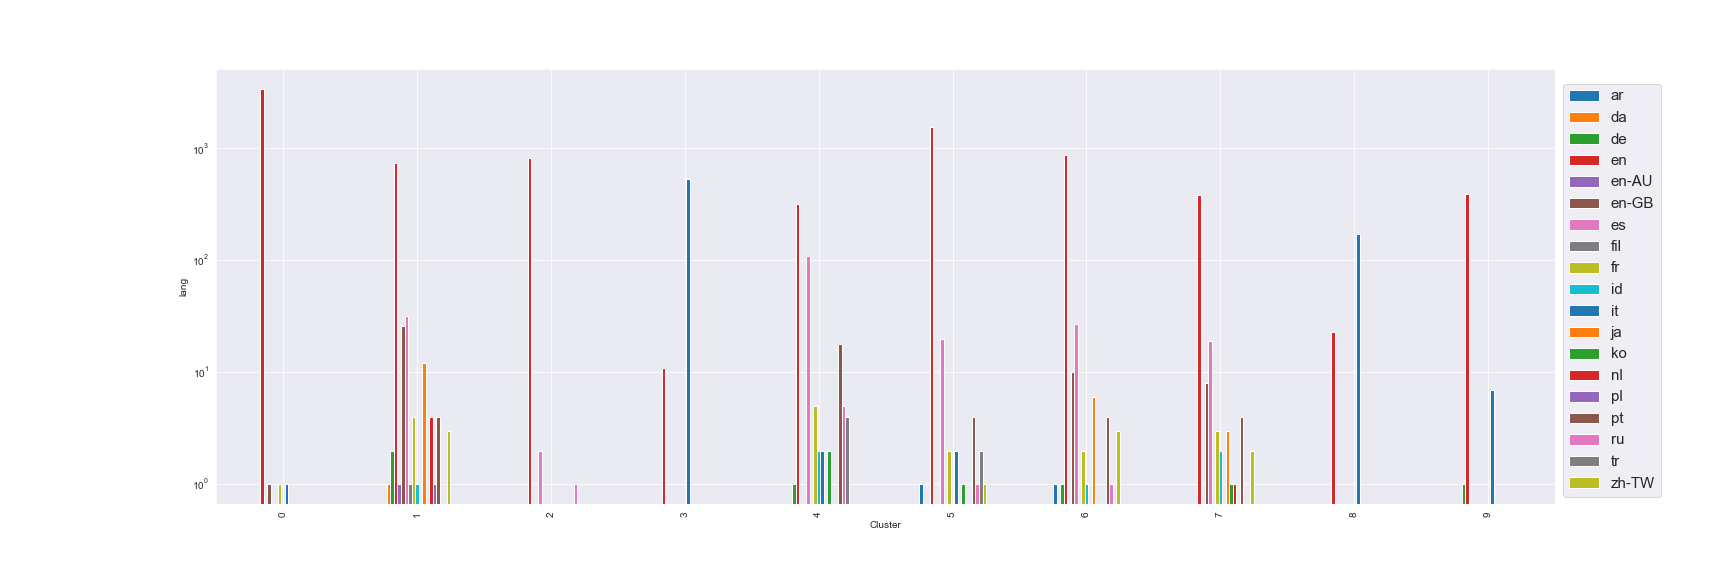 10³
10²
10¹
10⁰
lang
0
1
2
3
4
5
6
7
8
9
Cluster
ar
da
de
en
en-AU
en-GB
es
fil
fr
id
it
ja
ko
nl
pl
pt
ru
tr
zh-TW